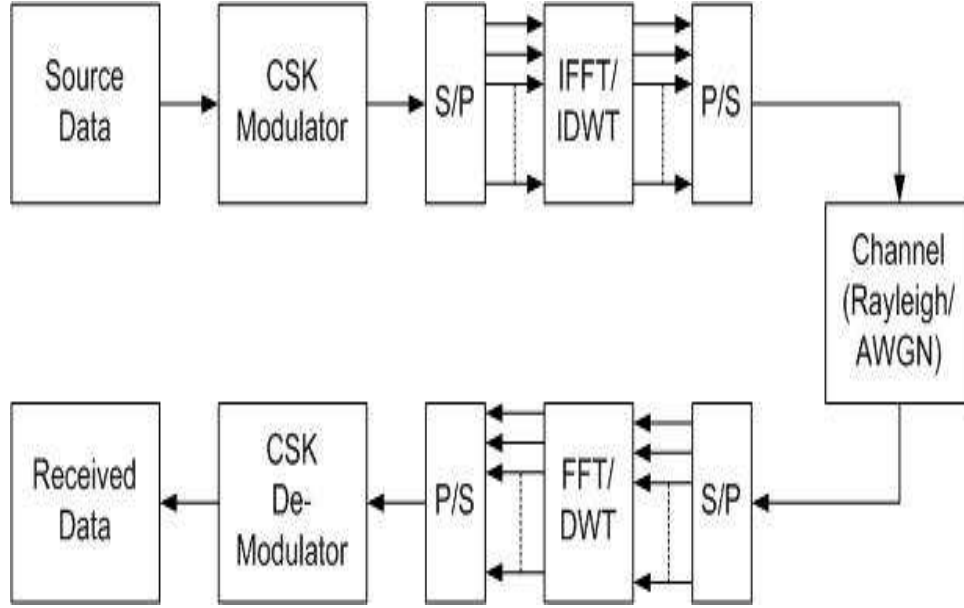 Source
Data
CSK
Modulator
S/P
IFFT/
IDWT
P/S
Channel
(Rayleigh/
AWGN)
Received
Data
CSK
De-
Modulator
P/S
FFT/
DWT
S/P